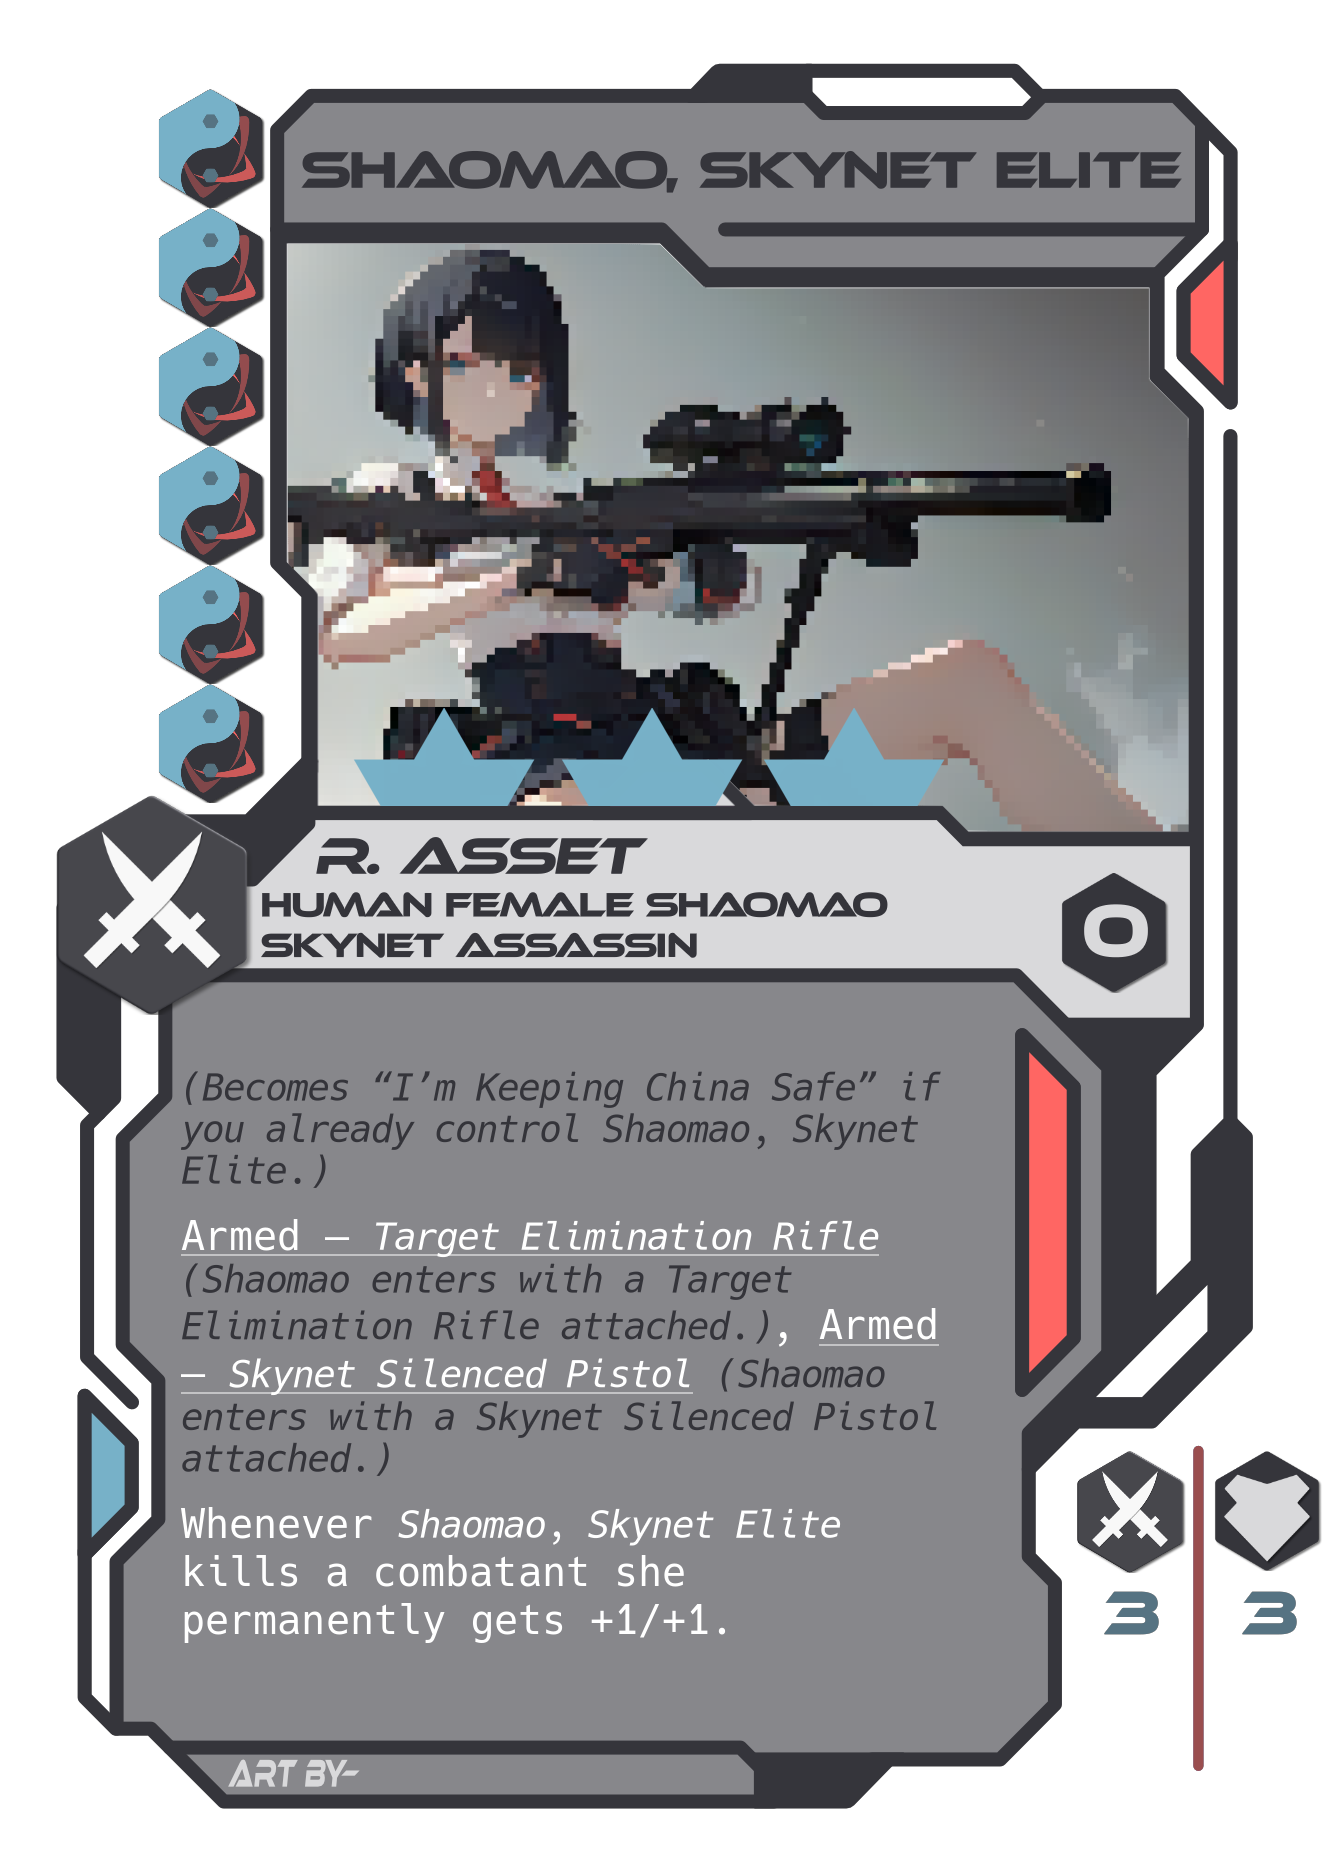 SHAOMAO, SKYNET ELITE
R. ASSET
HUMAN FEMALE SHAOMAO
SKYNET ASSASSIN
0
(Becomes “I’m Keeping China Safe” if
you already control Shaomao, Skynet
Elite.)
Armed – Target Elimination Rifle
(Shaomao enters with a Target
Elimination Rifle attached.), Armed
– Skynet Silenced Pistol (Shaomao
enters with a Skynet Silenced Pistol
attached.)
Whenever Shaomao, Skynet Elite
kills a combatant she
permanently gets +1/+1.
3 3
ART BY-